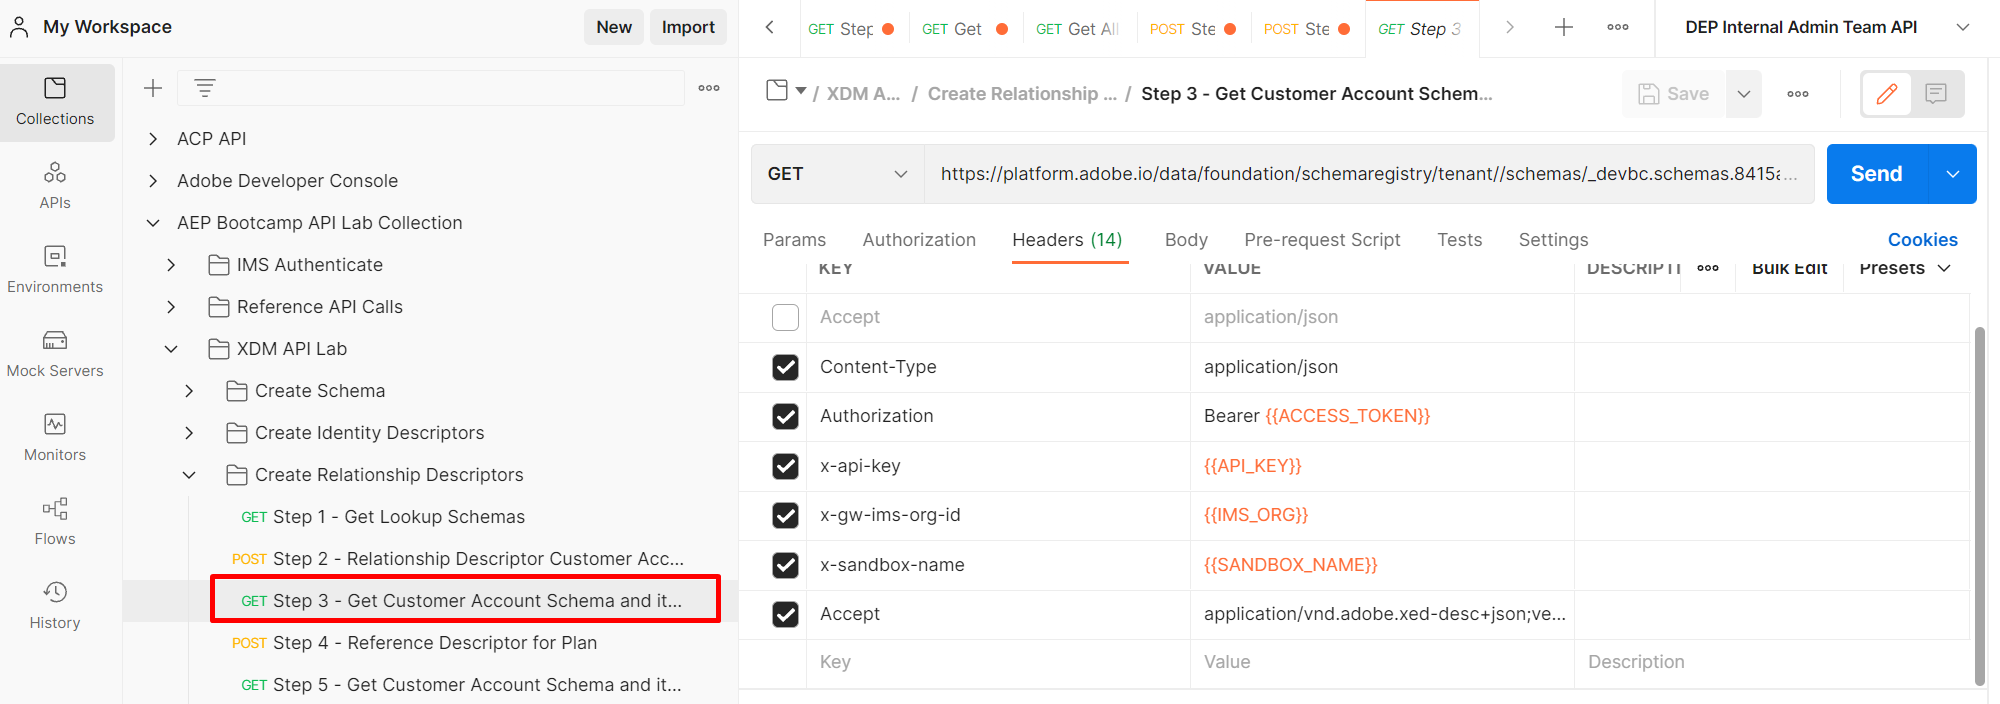 My Workspace
New
Import
GET Step
GET Get
GET Get All
POST Ste
POST Ste
GET Step 3
DEP Internal Admin Team API
Collections
APIs
Environments
Mock Servers
Monitors
Flows
History
ACP API
Adobe Developer Console
AEP Bootcamp API Lab Collection
IMS Authenticate
Reference API Calls
XDM API Lab
Create Schema
Create Identity Descriptors
Create Relationship Descriptors
GET Step 1 - Get Lookup Schemas
POST Step 2 - Relationship Descriptor Customer Acc...
GET Step 3 - Get Customer Account Schema and it...
POST Step 4 - Reference Descriptor for Plan
GET Step 5 - Get Customer Account Schema and it...
/ XDM A... / Create Relationship ... / Step 3 - Get Customer Account Schem...
Save
GET
https://platform.adobe.io/data/foundation/schemaregistry/tenant//schemas/_devbc.schemas.8415a...
Send
Params Authorization Headers (14) Body Pre-request Script Tests Settings
Cookies
KEY VALUE DESCRIPTI Bulk Edit Presets
Accept application/json
Content-Type application/json
Authorization Bearer {{ACCESS_TOKEN}}
x-api-key {{API_KEY}}
x-gw-ims-org-id {{IMS_ORG}}
x-sandbox-name {{SANDBOX_NAME}}
Accept application/vnd.adobe.xed-desc+json;ve...
Key Value Description